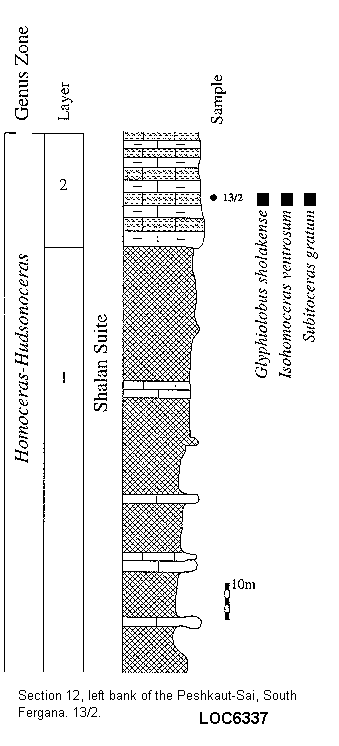 Genus Zone
Layer
Sample
2
13/2
Glyphiolobus sholakense
Isohomoceras ventrosum
Subitoceras gratum
Homoceras-Hudsonoceras
1
Shalan Suite
10m
0
Section 12, left bank of the Peshkaut-Sai, South
Fergana. 13/2.
LOC6337